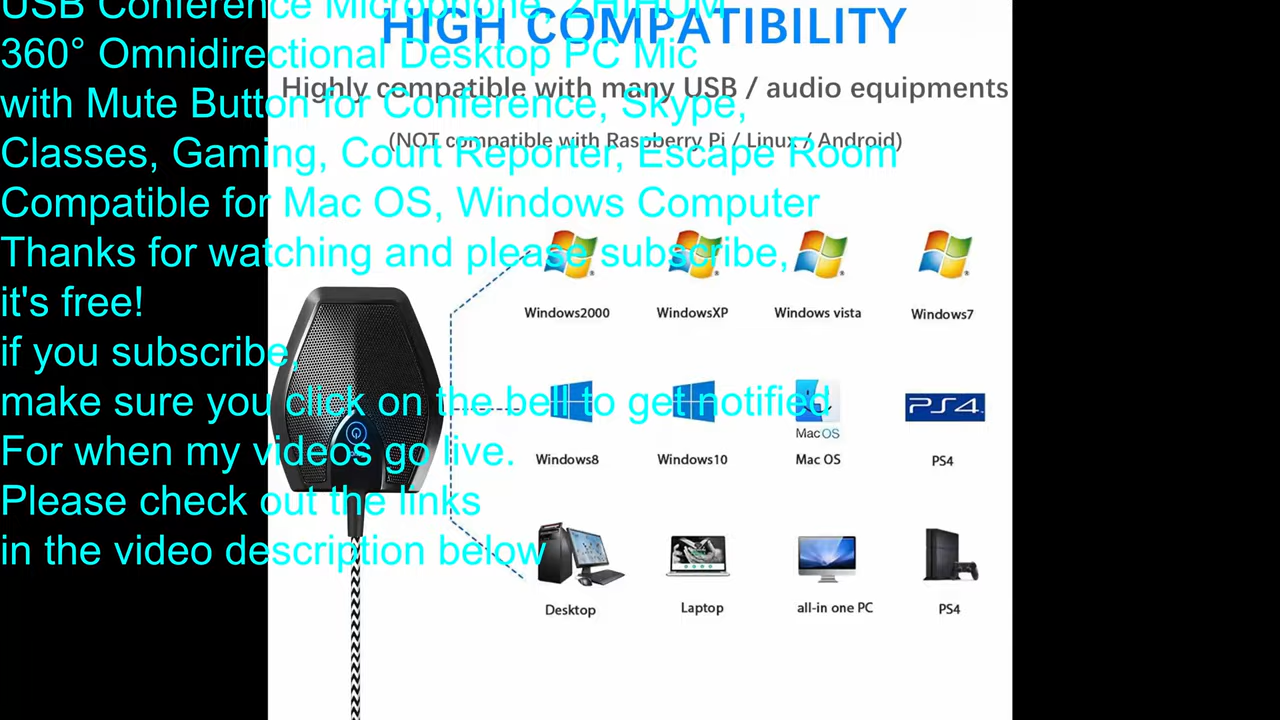 USB Conference Microphone, ZHIHUM
360° Omnidirectional Desktop PC Mic
with Mute Button for Conference, Skype,
Classes, Gaming, Court Reporter, Escape Room
Compatible for Mac OS, Windows Computer
Thanks for watching and please subscribe,
it's free!
if you subscribe,
make sure you click on the bell to get notified
For when my videos go live.
Please check out the links
in the video description below
HIGH COMPATIBILITY
Highly compatible with many USB / audio equipments
(NOT compatible with Raspberry Pi / Linux / Android)
Windows2000 WindowsXP Windows vista Windows7
MacOS PS4
Windows8 Windows10 Mac OS PS4
Desktop Laptop all-in one PC PS4